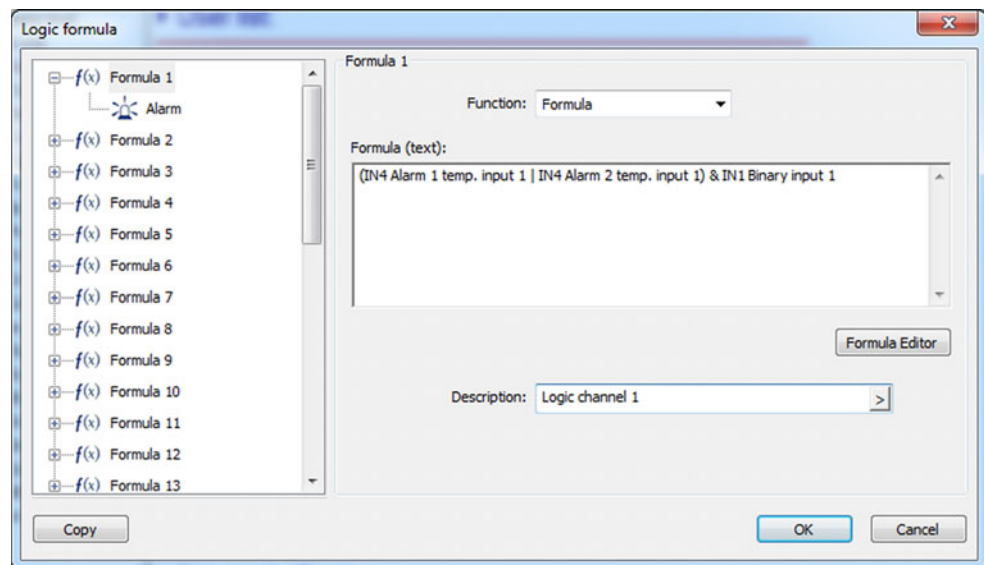 User list
Logic formula
f(x) Formula 1
Alarm
f(x) Formula 2
f(x) Formula 3
f(x) Formula 4
f(x) Formula 5
f(x) Formula 6
f(x) Formula 7
f(x) Formula 8
f(x) Formula 9
f(x) Formula 10
f(x) Formula 11
f(x) Formula 12
f(x) Formula 13
Formula 1
Function: Formula
Formula (text):
(IN4 Alarm 1 temp. input 1 | IN4 Alarm 2 temp. input 1) & IN1 Binary input 1
Formula Editor
Description: Logic channel 1 >
Copy OK Cancel